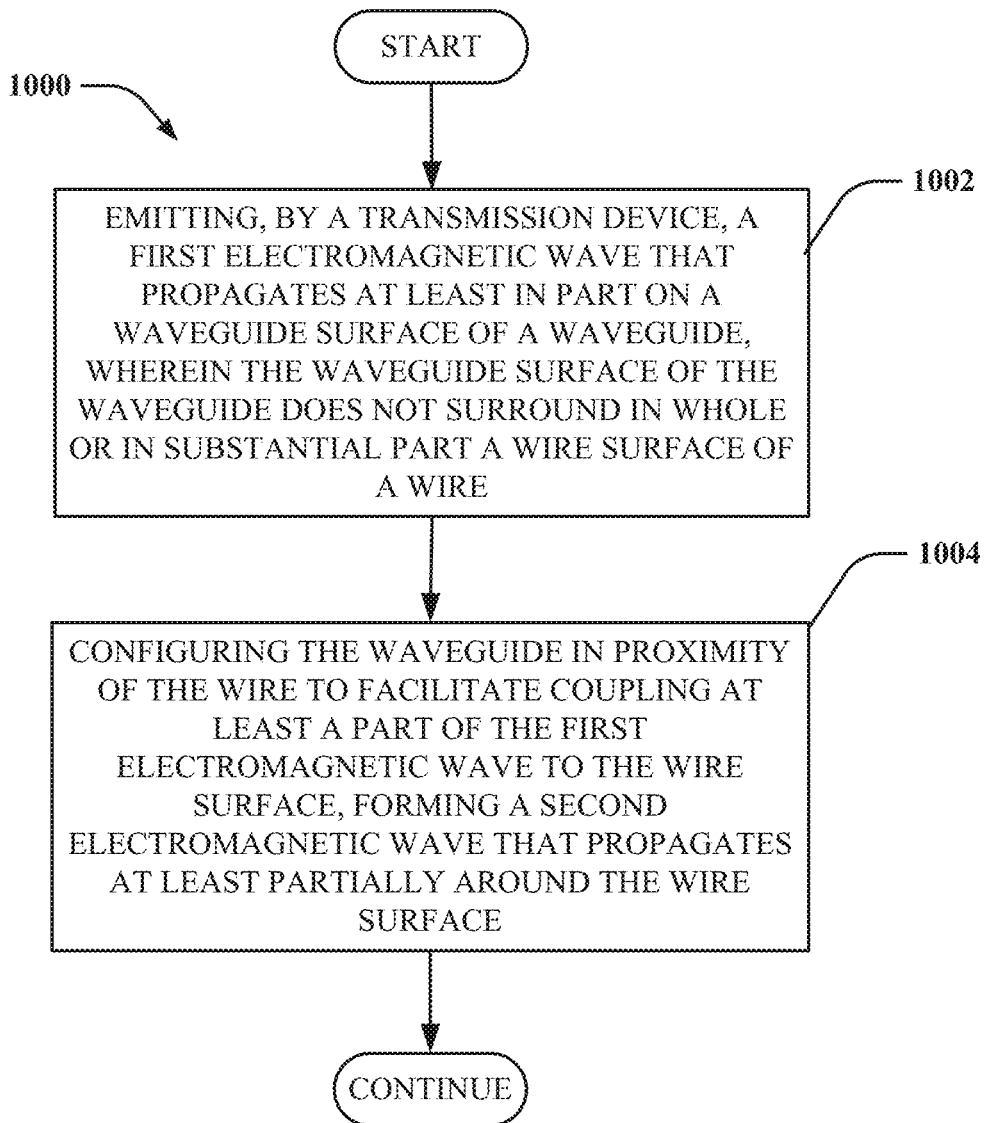 START
1000
1002
EMITTING, BY A TRANSMISSION DEVICE, A
FIRST ELECTROMAGNETIC WAVE THAT
PROPAGATES AT LEAST IN PART ON A
WAVEGUIDE SURFACE OF A WAVEGUIDE,
WHEREIN THE WAVEGUIDE SURFACE OF THE
WAVEGUIDE DOES NOT SURROUND IN WHOLE
OR IN SUBSTANTIAL PART A WIRE SURFACE OF
A WIRE
1004
CONFIGURING THE WAVEGUIDE IN PROXIMITY
OF THE WIRE TO FACILITATE COUPLING AT
LEAST A PART OF THE FIRST
ELECTROMAGNETIC WAVE TO THE WIRE
SURFACE, FORMING A SECOND
ELECTROMAGNETIC WAVE THAT PROPAGATES
AT LEAST PARTIALLY AROUND THE WIRE
SURFACE
CONTINUE